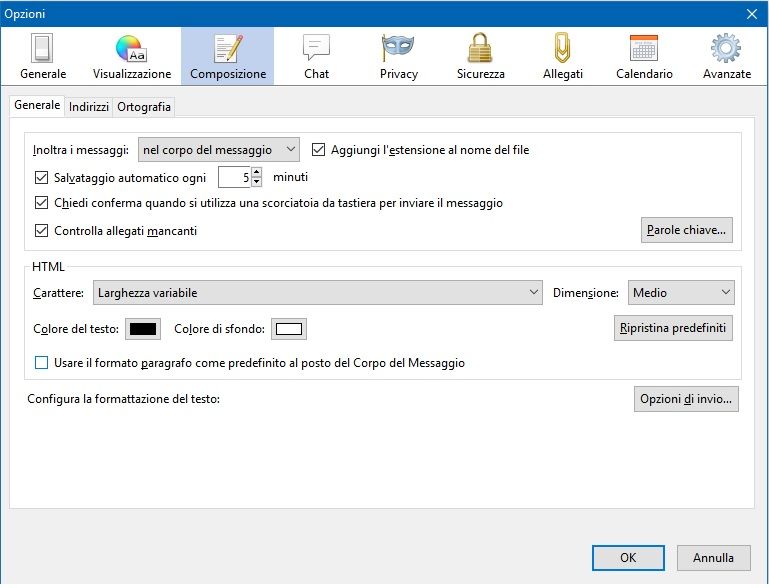 Opzioni
Generale Visualizzazione Composizione Chat Privacy Sicurezza Allegati Calendario Avanzate
Generale Indirizzi Ortografia
Inoltra i messaggi: nel corpo del messaggio Aggiungi l'estensione al nome del file
Salvataggio automatico ogni 5 minuti
Chiedi conferma quando si utilizza una scorciatoia da tastiera per inviare il messaggio
Controlla allegati mancanti Parole chiave...
HTML
Carattere: Larghezza variabile Dimensione: Medio
Colore del testo: Colore di sfondo: Ripristina predefiniti
Usare il formato paragrafo come predefinito al posto del Corpo del Messaggio
Configura la formattazione del testo: Opzioni di invio...
OK Annulla